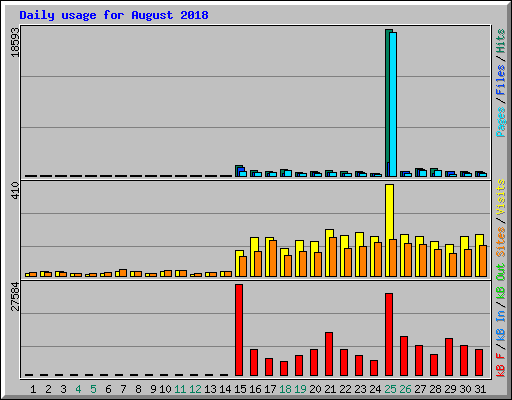 Daily usage for August 2018
18593
Pages / Files / Hits
410
Sites / Visits
27584
kB F / kB In / kB Out
1 2 3 4 5 6 7 8 9 10 11 12 13 14 15 16 17 18 19 20 21 22 23 24 25 26 27 28 29 30 31